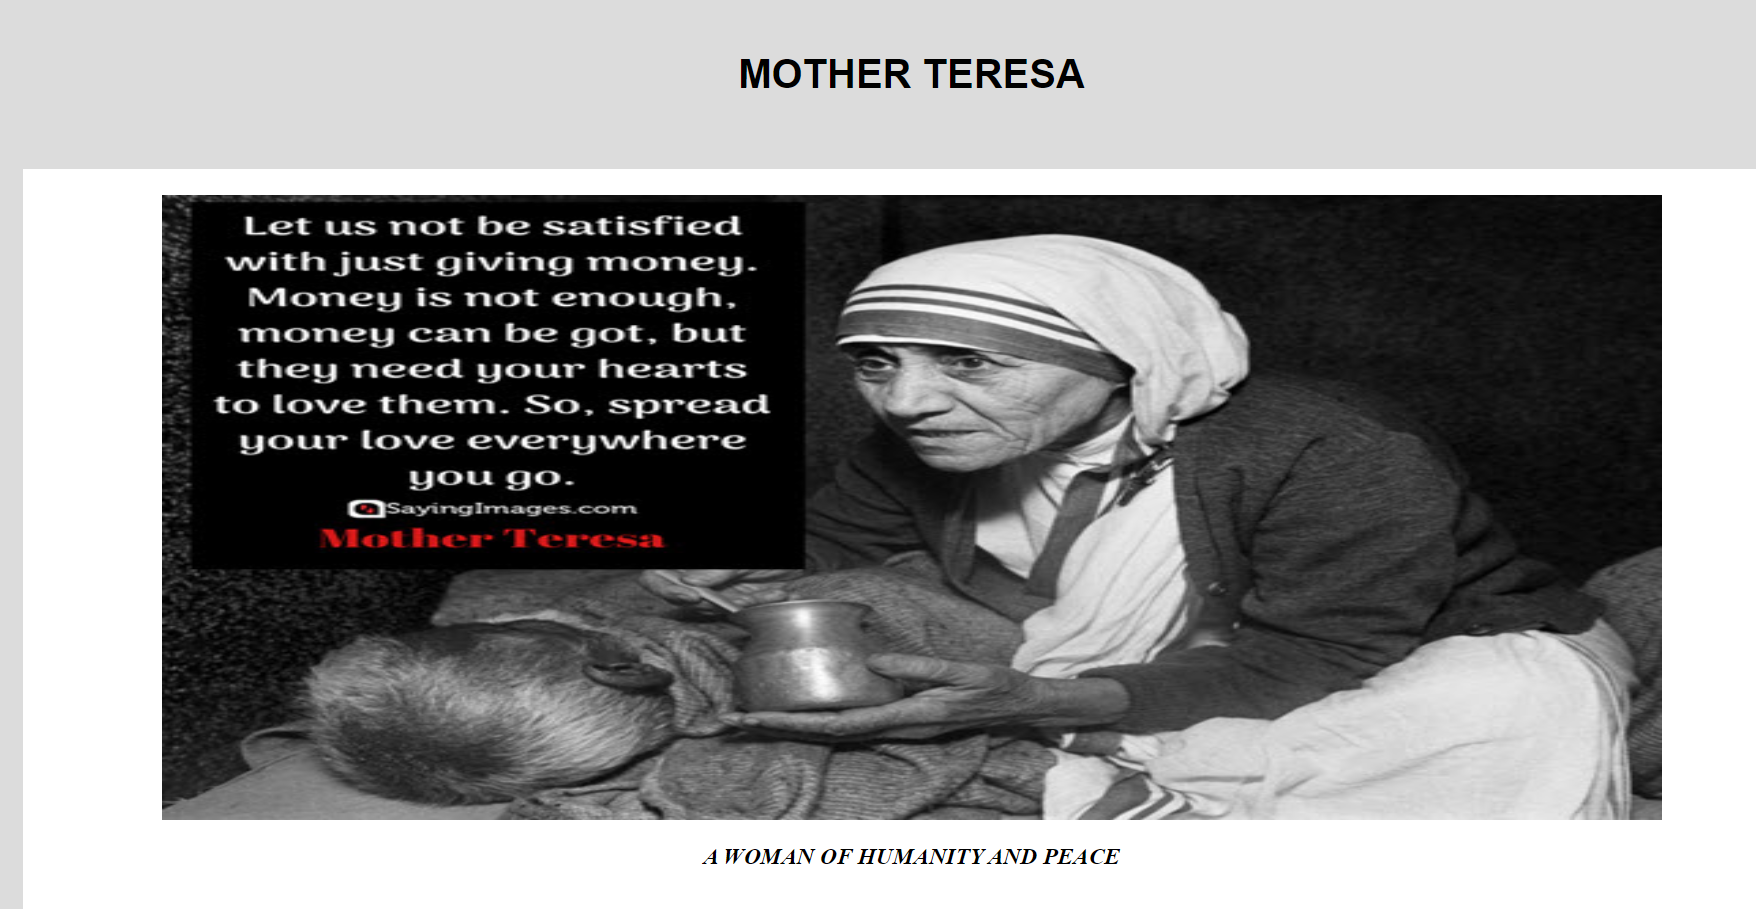 MOTHER TERESA
Let us not be satisfied
with just giving money.
Money is not enough,
money can be got, but
they need your hearts
to love them. So, spread
your love everywhere
you go.
SayingImages.com
Mother Teresa
A WOMAN OF HUMANITY AND PEACE